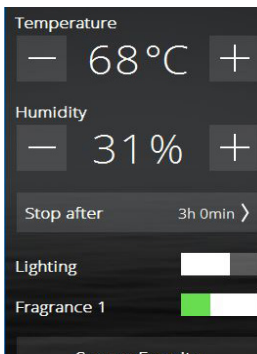 Temperature
− 68°C +
Humidity
− 31% +
Stop after 3h 0min >
Lighting
Fragrance 1